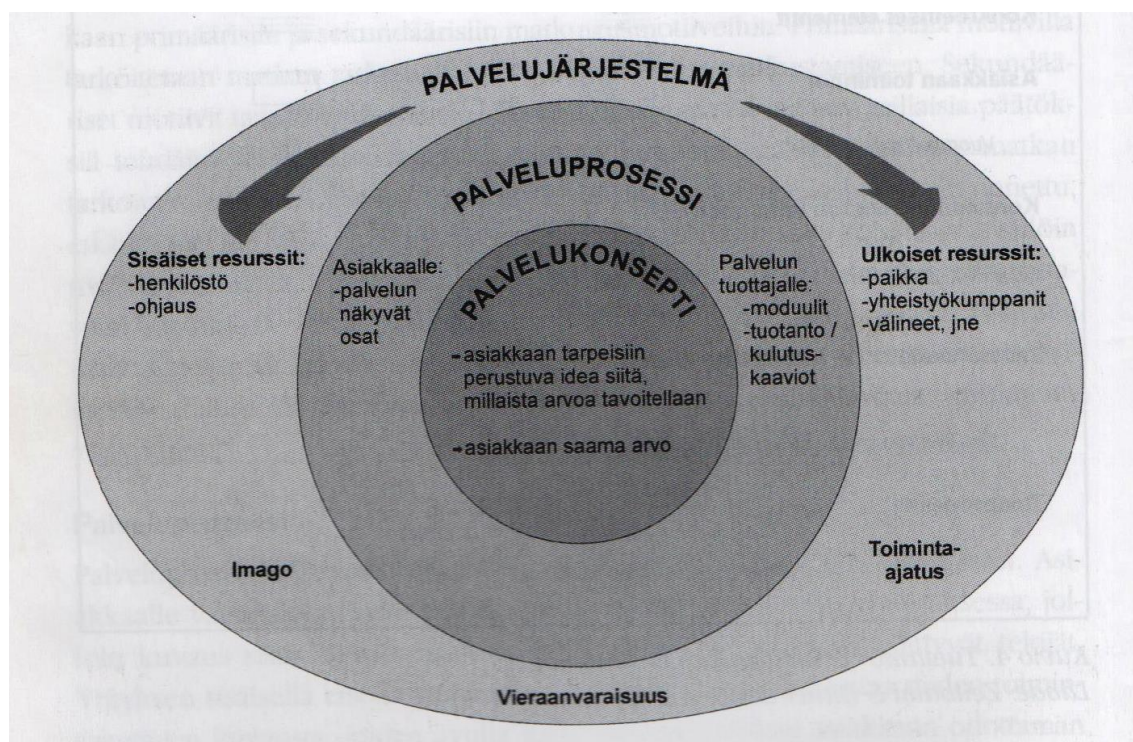 PALVELUJÄRJESTELMÄ
PALVELUPROSESSI
PALVELUKONSEPTI
Sisäiset resurssit:
-henkilöstö
-ohjaus
Asiakkaalle:
-palvelun
näkyvät
osat
-asiakkaan tarpeisiin
perustuva idea siitä,
millaista arvoa tavoitellaan
-asiakkaan saama arvo
Palvelun
tuottajalle:
-moduulit
-tuotanto /
kulutus-
kaaviot
Ulkoiset resurssit:
-paikka
-yhteistyökumppanit
-välineet, jne
Imago
Toiminta-
ajatus
Vieraanvaraisuus